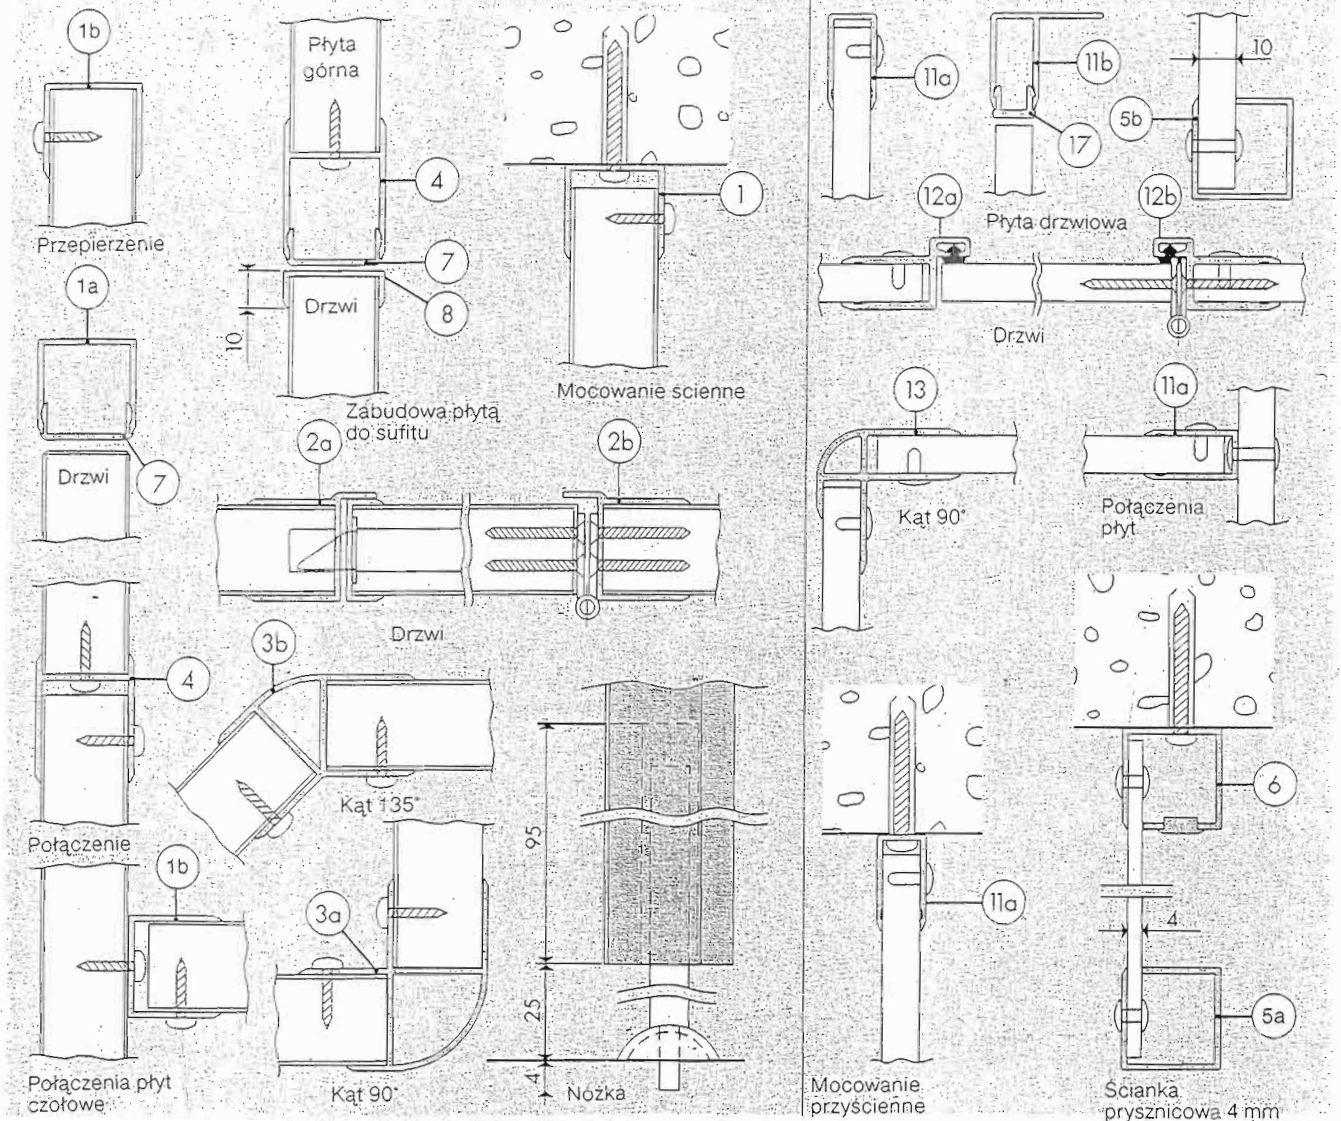 1b
Przepierzenie
1a
Drzwi
7
Płyta
górna
4
7
8
Drzwi
10
Zabudowa płytą
do sufitu
1
Mocowanie scienne
2a
2b
Drzwi
4
Połączenie
3b
Kąt 135°
1b
Połączenia płyt
czołowe
3a
Kąt 90°
95
25
4
Nóżka
11a
11b
17
Płyta drzwiowa
5b
10
12a
12b
Drzwi
13
Kąt 90°
11a
Połączenia
płyt
11a
Mocowanie
przyścienne
6
4
5a
Ścianka
prysznicowa 4 mm